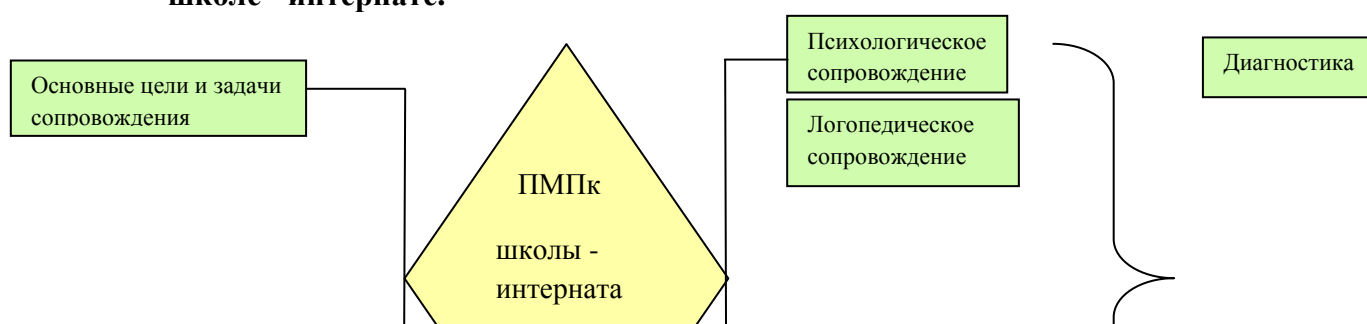 школе - интернате.
Основные цели и задачи
сопровождения
ПМПк
школы -
интерната
Психологическое
сопровождение
Логопедическое
сопровождение
Диагностика